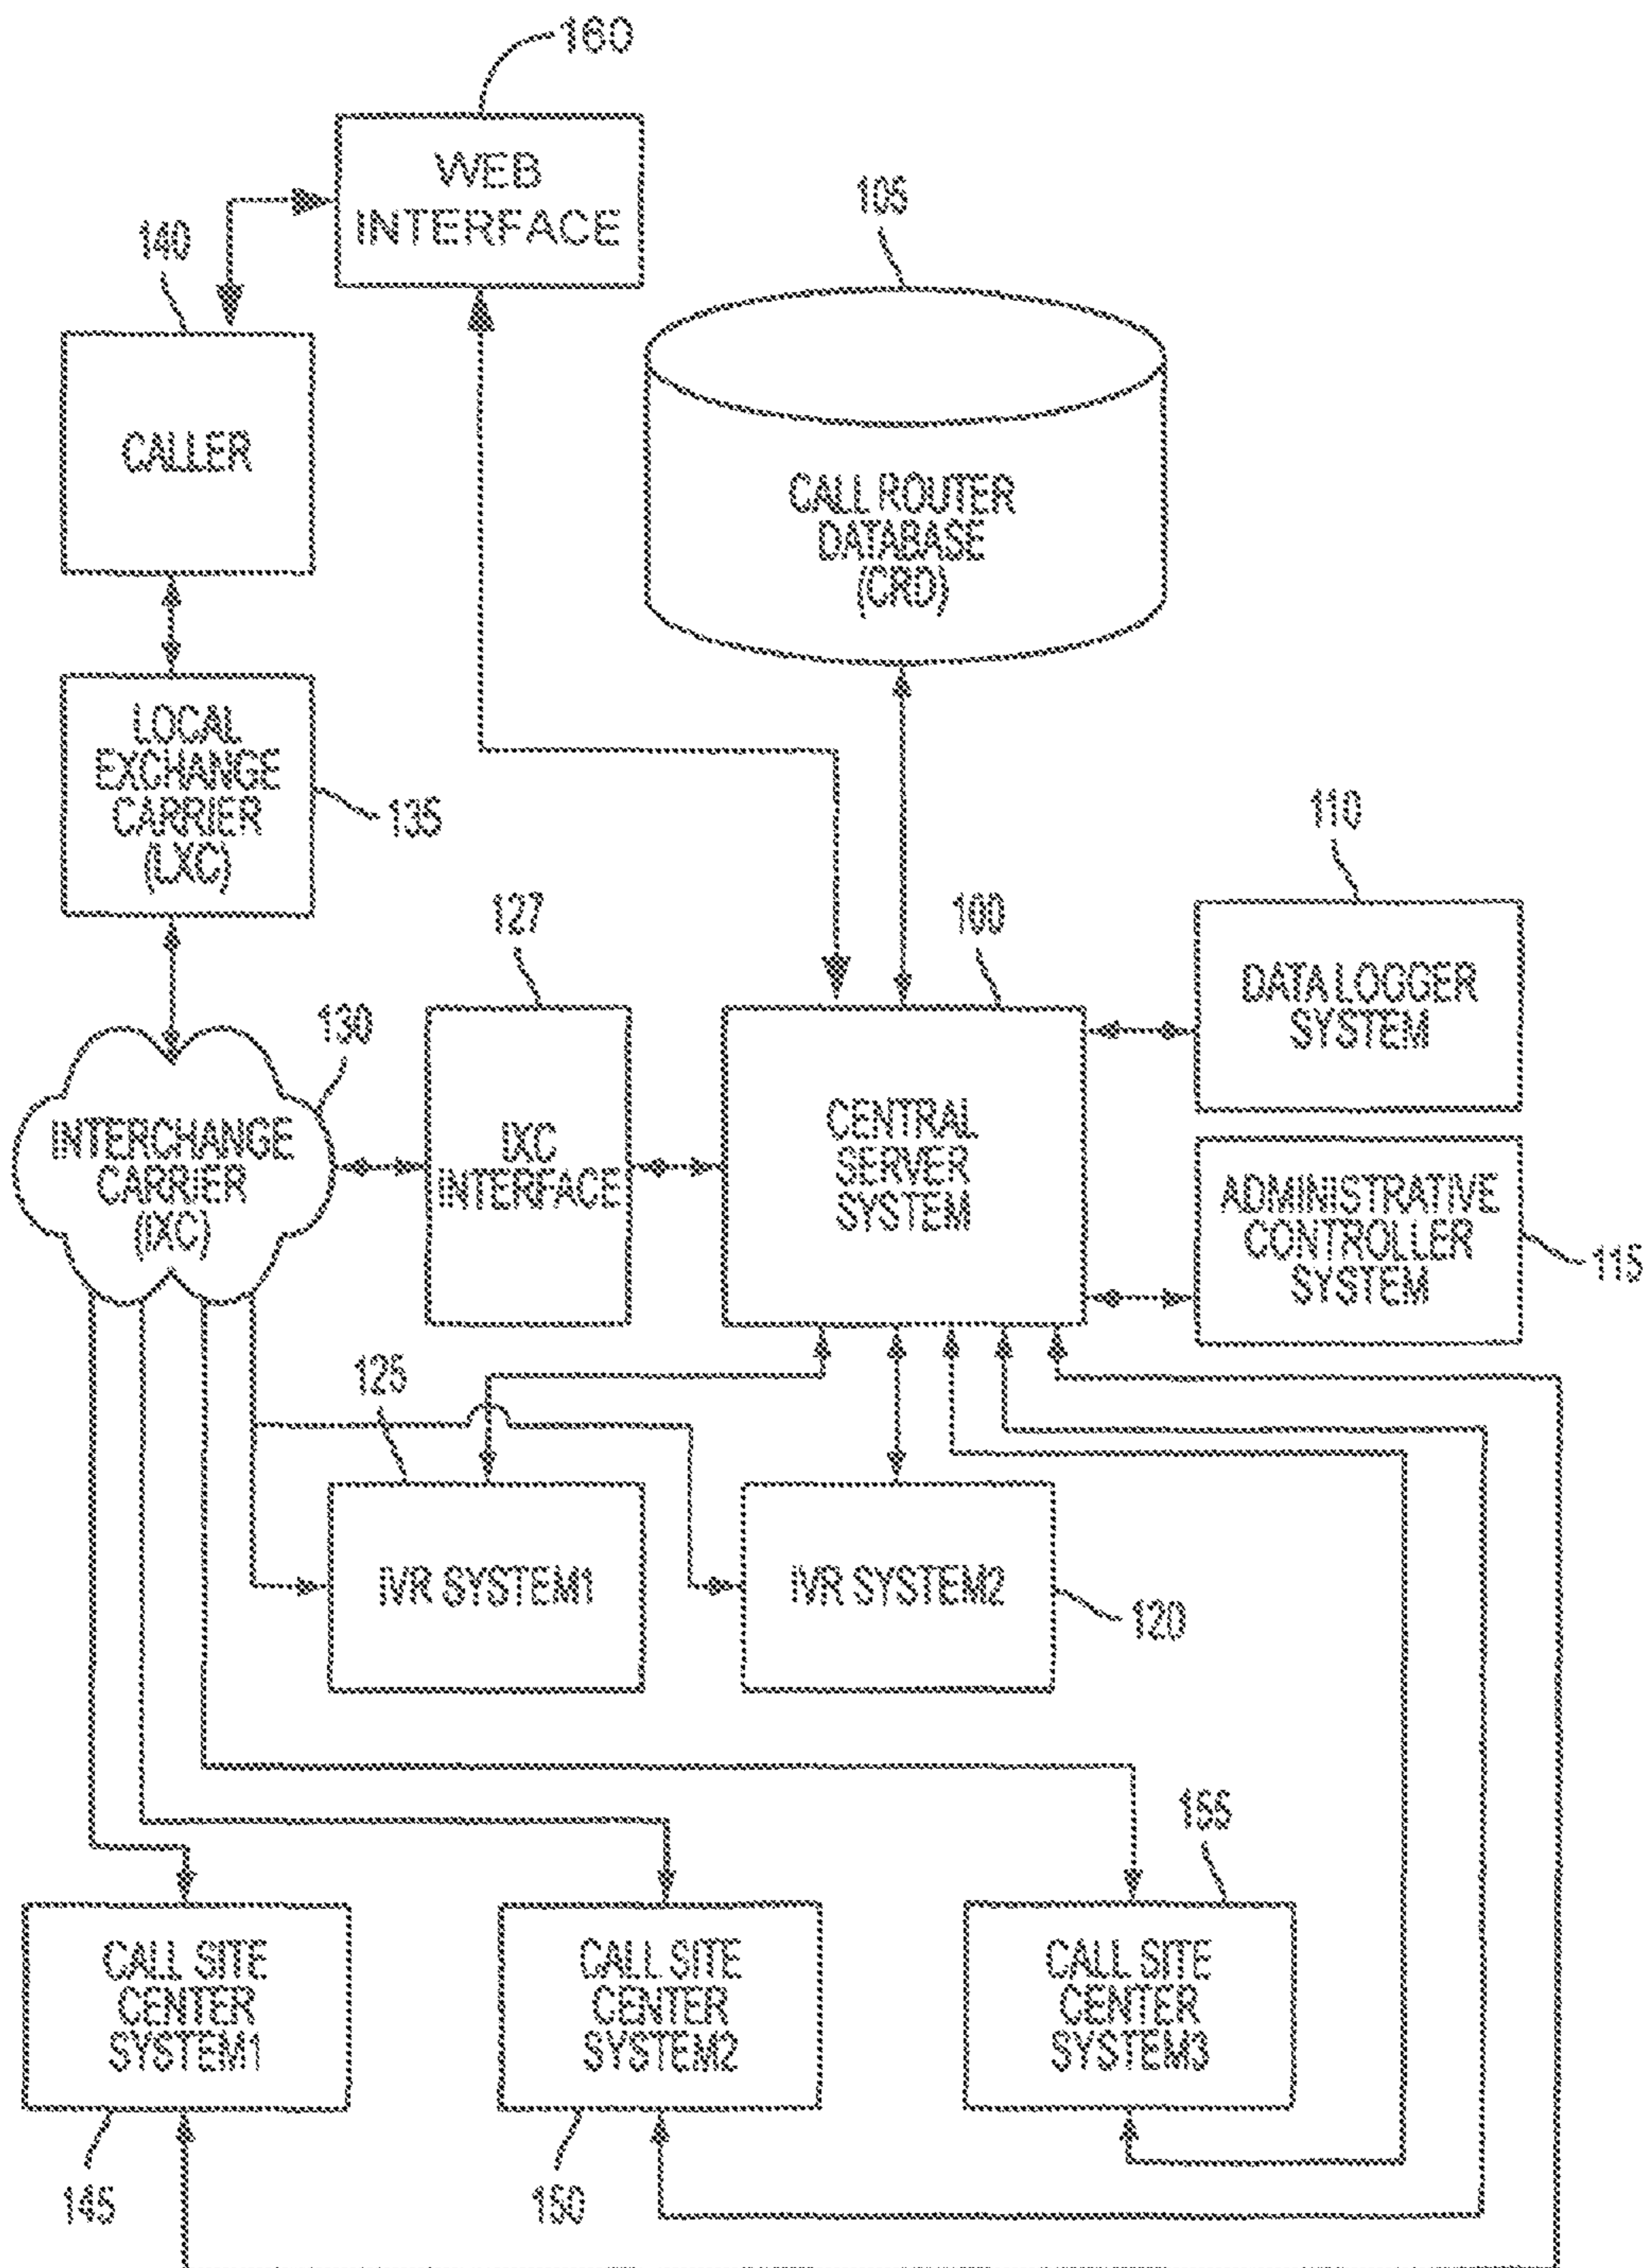 160
WEB
INTERFACE
105
140
CALLER
CALL ROUTER
DATABASE
(CRD)
LOCAL
EXCHANGE
CARRIER
(LXC)
135
110
127
100
DATA LOGGER
SYSTEM
130
INTERCHANGE
CARRIER
(IXC)
IXC
INTERFACE
CENTRAL
SERVER
SYSTEM
ADMINISTRATIVE
CONTROLLER
SYSTEM
115
125
IVR SYSTEM1
IVR SYSTEM2
120
155
CALL SITE
CENTER
SYSTEM1
CALL SITE
CENTER
SYSTEM2
CALL SITE
CENTER
SYSTEM3
145
150